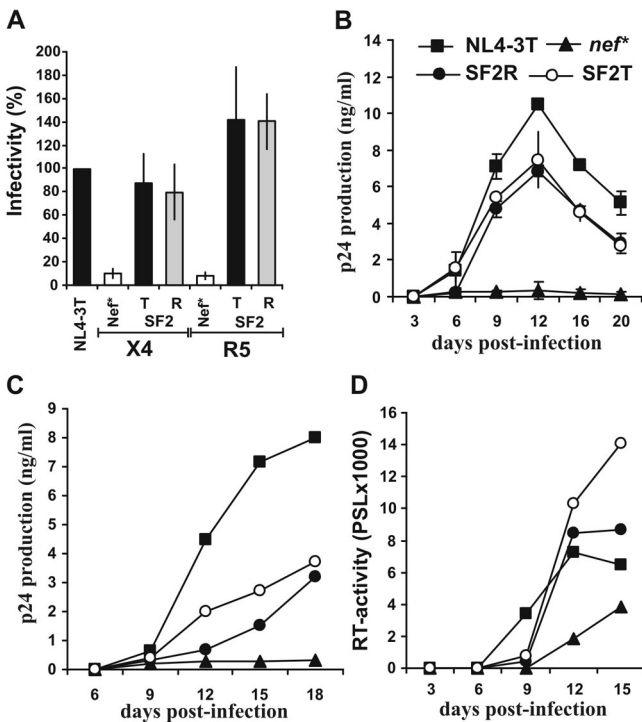 A
Infectivity (%)
200
180
160
140
120
100
80
60
40
20
0
NL4-3T
Nef*
T
R
Nef*
T
R
SF2
SF2
X4
R5
B
NL4-3T
nef*
SF2R
SF2T
p24 production (ng/ml)
14
12
10
8
6
4
2
0
3 6 9 12 16 20
days post-infection
C
p24 production (ng/ml)
9
8
7
6
5
4
3
2
1
0
6 9 12 15 18
days post-infection
D
RT-activity (PSLx1000)
16
14
12
10
8
6
4
2
0
3 6 9 12 15
days post-infection